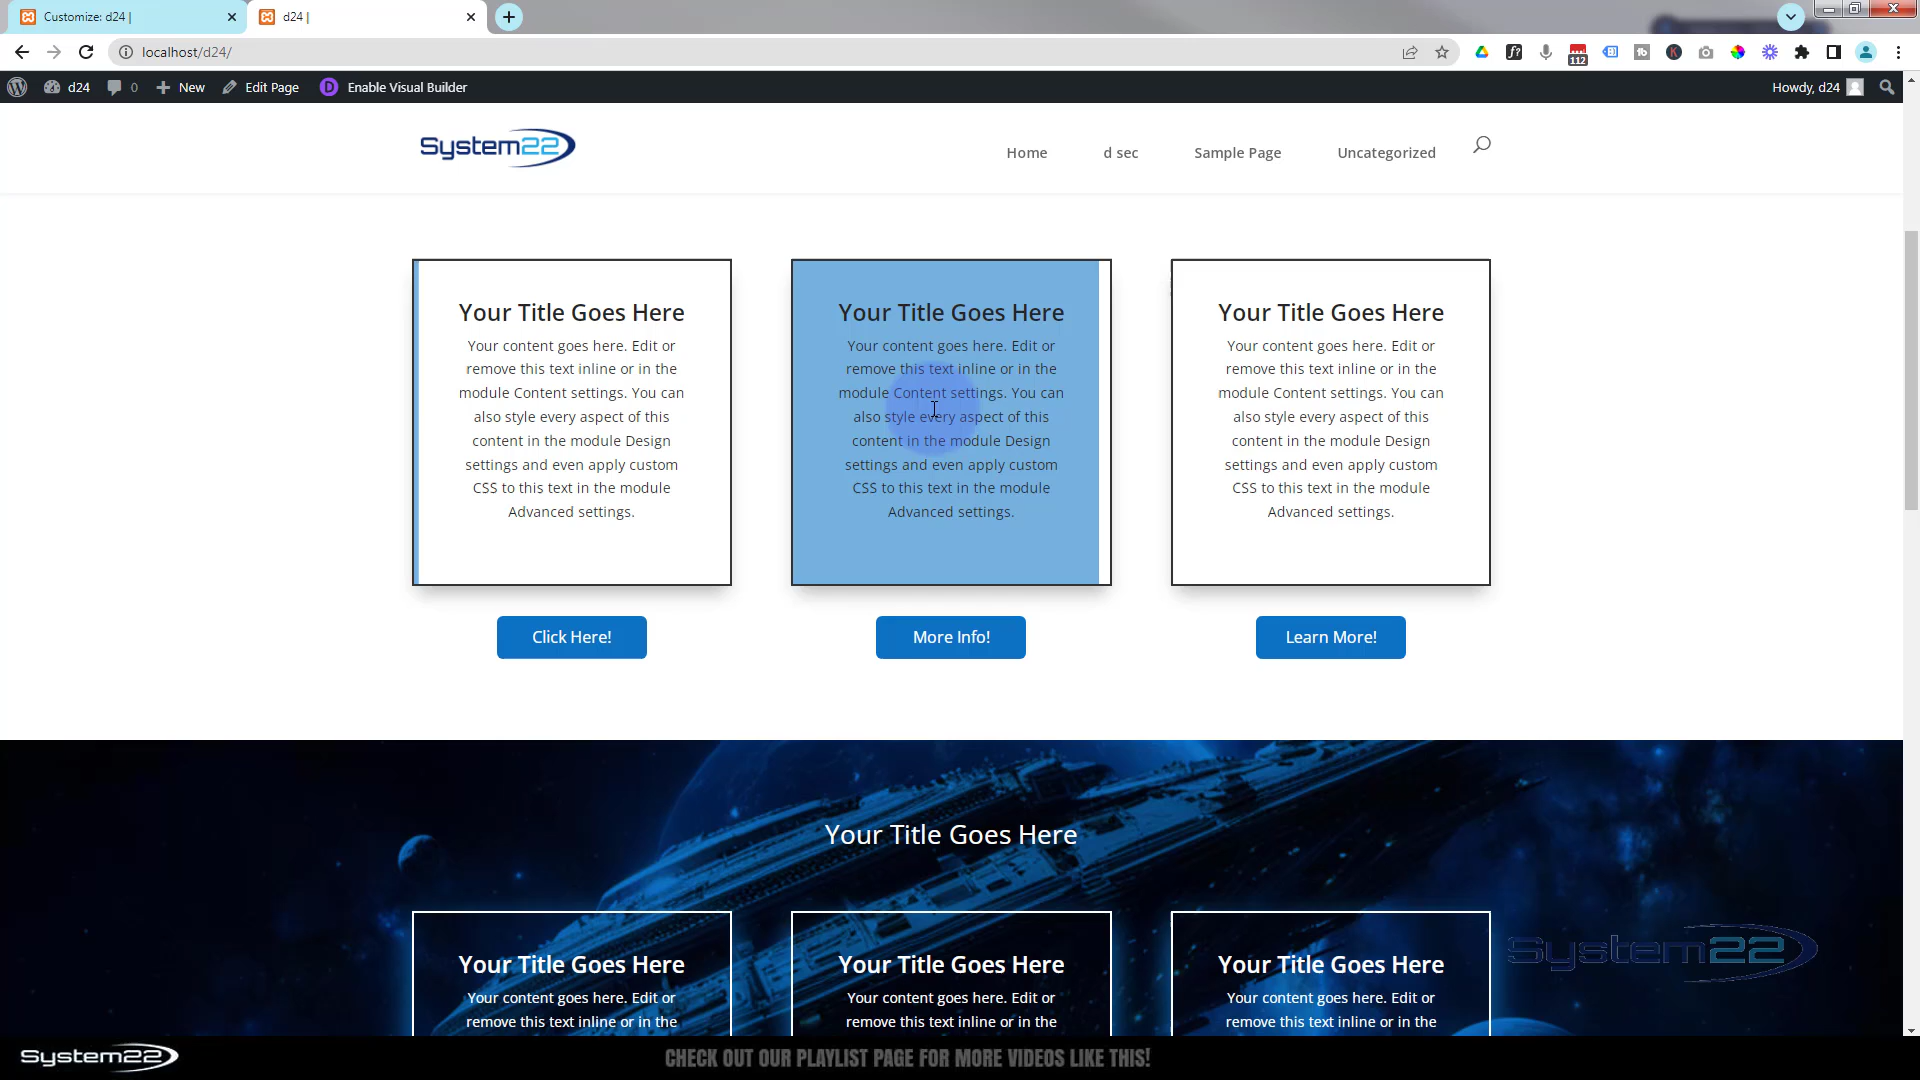 Customize: d24 |
d24 |
localhost/d24/
112
d24
0
New
Edit Page
D
Enable Visual Builder
Howdy, d24
System22
Home
d sec
Sample Page
Uncategorized
Your Title Goes Here
Your content goes here. Edit or
remove this text inline or in the
module Content settings. You can
also style every aspect of this
content in the module Design
settings and even apply custom
CSS to this text in the module
Advanced settings.
Click Here!
Your Title Goes Here
Your content goes here. Edit or
remove this text inline or in the
module Content settings. You can
also style every aspect of this
content in the module Design
settings and even apply custom
CSS to this text in the module
Advanced settings.
More Info!
Your Title Goes Here
Your content goes here. Edit or
remove this text inline or in the
module Content settings. You can
also style every aspect of this
content in the module Design
settings and even apply custom
CSS to this text in the module
Advanced settings.
Learn More!
Your Title Goes Here
Your Title Goes Here
Your content goes here. Edit or
remove this text inline or in the
Your Title Goes Here
Your content goes here. Edit or
remove this text inline or in the
Your Title Goes Here
Your content goes here. Edit or
remove this text inline or in the
System22
System22
CHECK OUT OUR PLAYLIST PAGE FOR MORE VIDEOS LIKE THIS!